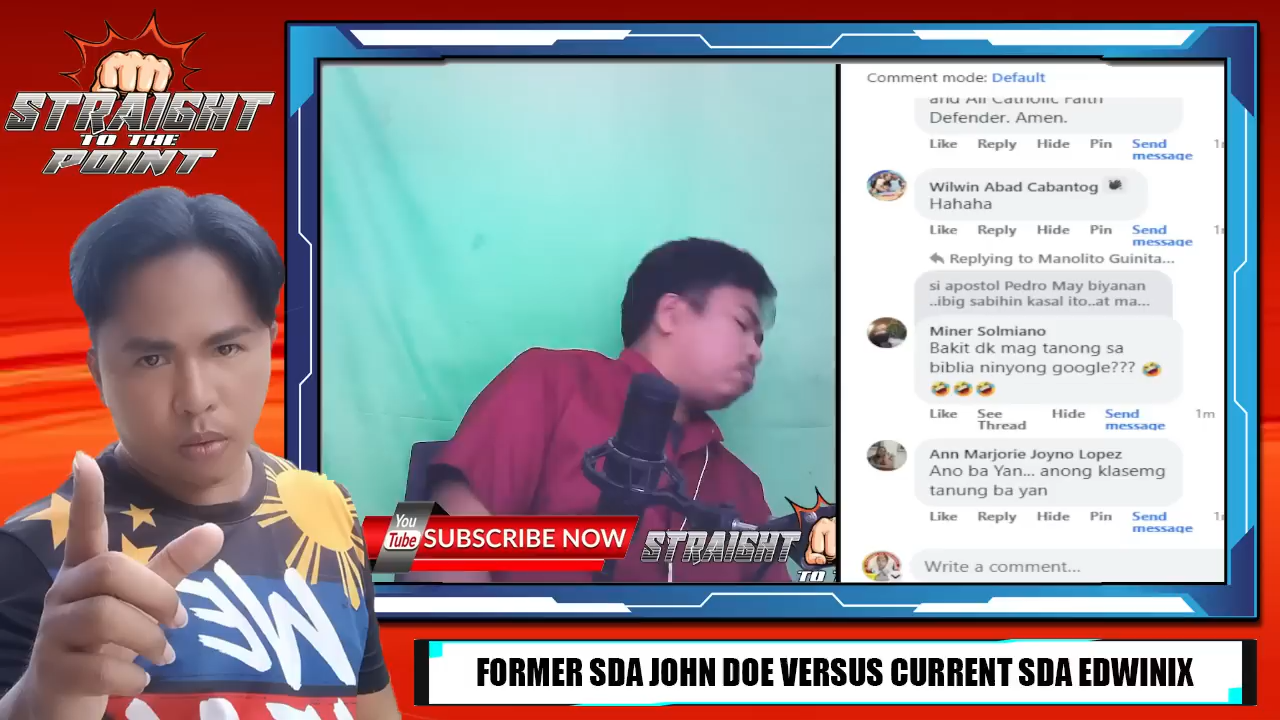 STRAIGHT
TO THE
POINT
Comment mode: Default
and All Catholic Faith
Defender. Amen.
Like Reply Hide Pin Send message
Wilwin Abad Cabantog
Hahaha
Like Reply Hide Pin Send message
Replying to Manolito Guinita...
si apostol Pedro May biyanan
..ibig sabihin kasal ito..at ma...
Miner Solmiano
Bakit dk mag tanong sa
biblia ninyong google???
Like See Thread Hide Send message 1m
Ann Marjorie Joyno Lopez
Ano ba Yan... anong klasemg
tanung ba yan
Like Reply Hide Pin Send message
Write a comment...
You
Tube
SUBSCRIBE NOW
STRAIGHT
TO
FORMER SDA JOHN DOE VERSUS CURRENT SDA EDWINIX